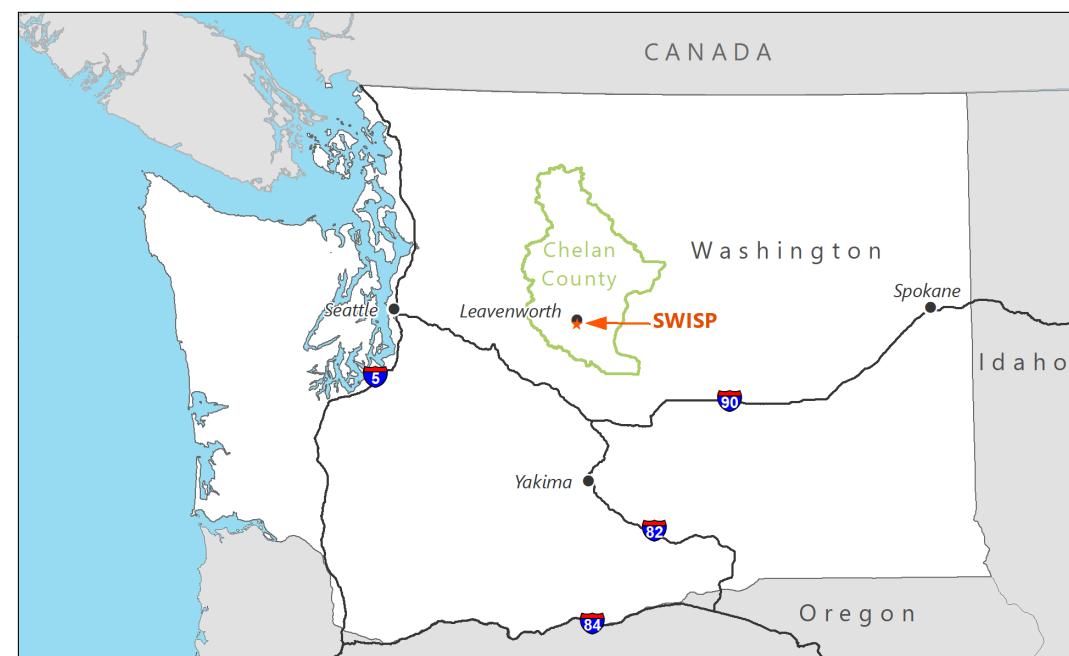 CANADA
Chelan
County
Washington
Spokane
Seattle
Leavenworth
SWISP
Idaho
5
90
Yakima
82
Oregon
84